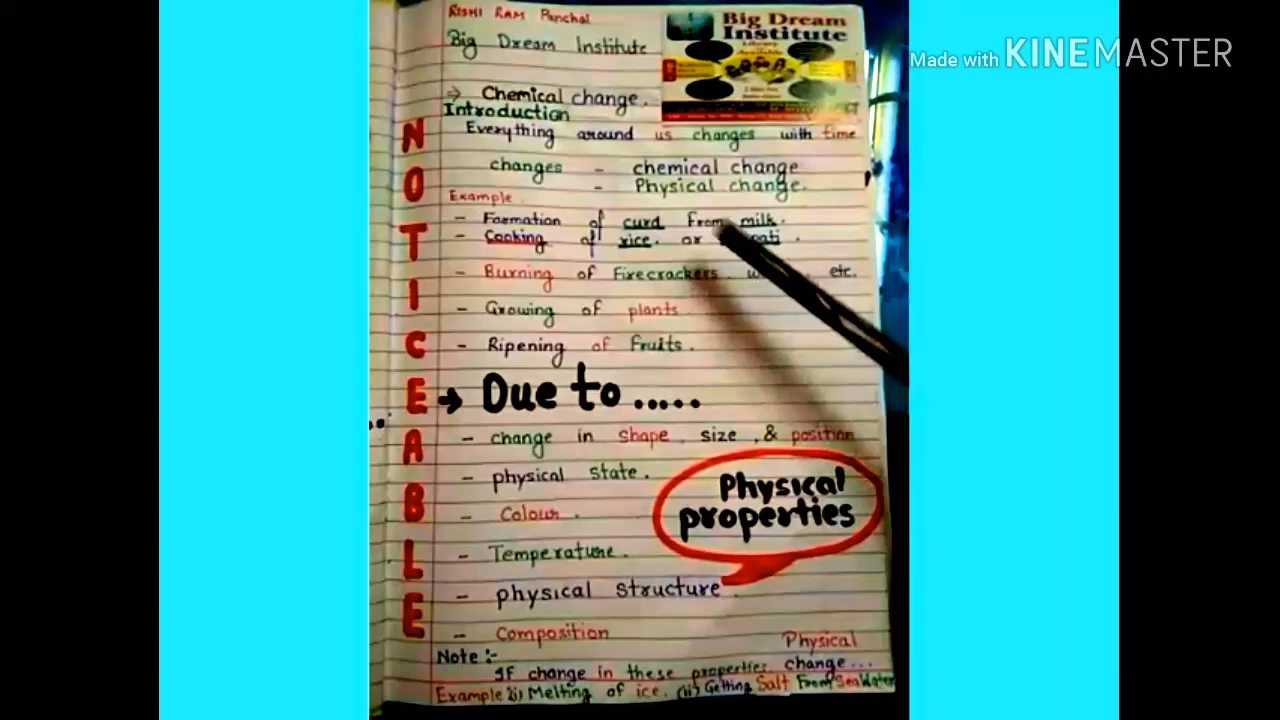 RISHI RAM Panchal
Big Dream Institute
Big Dream
Institute
Library
Available
Made with KINEMASTER
→ Chemical change.
Introduction
Everything around us changes with time
changes - chemical change
- Physical change.
Example
- Formation of curd From milk.
- Cooking of rice. or
- Burning of Firecrackers etc.
- Growing of plants
- Ripening of Fruits.
→ Due to .....
- change in shape, size, & position
- physical state.
- Colour.
- Temperature.
- physical structure.
- Composition
Physical properties
NOTICEABLE
Note :-
Physical
IF change in these properties change...
Example i) Melting of ice. (ii) Getting Salt From Sea Water